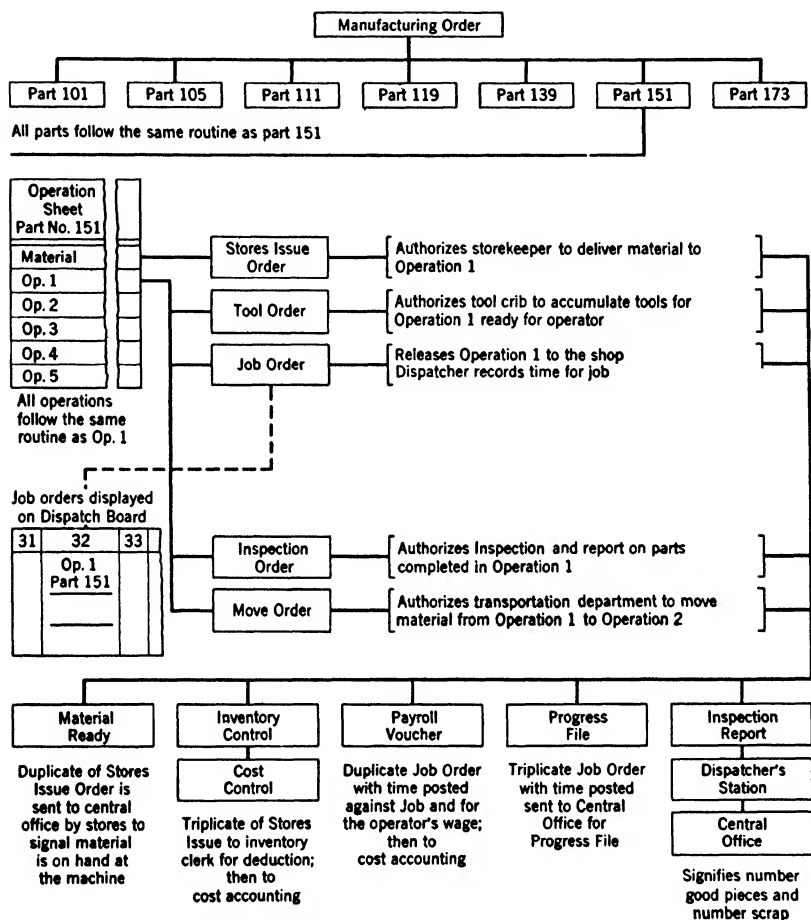 Manufacturing Order
Part 101
Part 105
Part 111
Part 119
Part 139
Part 151
Part 173
All parts follow the same routine as part 151
Operation
Sheet
Part No. 151
Material
Op. 1
Op. 2
Op. 3
Op. 4
Op. 5
All operations
follow the same
routine as Op. 1
Stores Issue
Order
Authorizes storekeeper to deliver material to
Operation 1
Tool Order
Authorizes tool crib to accumulate tools for
Operation 1 ready for operator
Job Order
Releases Operation 1 to the shop
Dispatcher records time for job
Job orders displayed
on Dispatch Board
31
32
33
Op. 1
Part 151
Inspection
Order
Authorizes Inspection and report on parts
completed in Operation 1
Move Order
Authorizes transportation department to move
material from Operation 1 to Operation 2
Material
Ready
Duplicate of Stores
Issue Order is
sent to central
office by stores to
signal material
is on hand at
the machine
Inventory
Control
Cost
Control
Triplicate of Stores
Issue to inventory
clerk for deduction;
then to
cost accounting
Payroll
Voucher
Duplicate Job Order
with time posted
against Job and for
the operator's wage;
then to
cost accounting
Progress
File
Triplicate Job Order
with time posted
sent to Central
Office for
Progress File
Inspection
Report
Dispatcher's
Station
Central
Office
Signifies number
good pieces and
number scrap